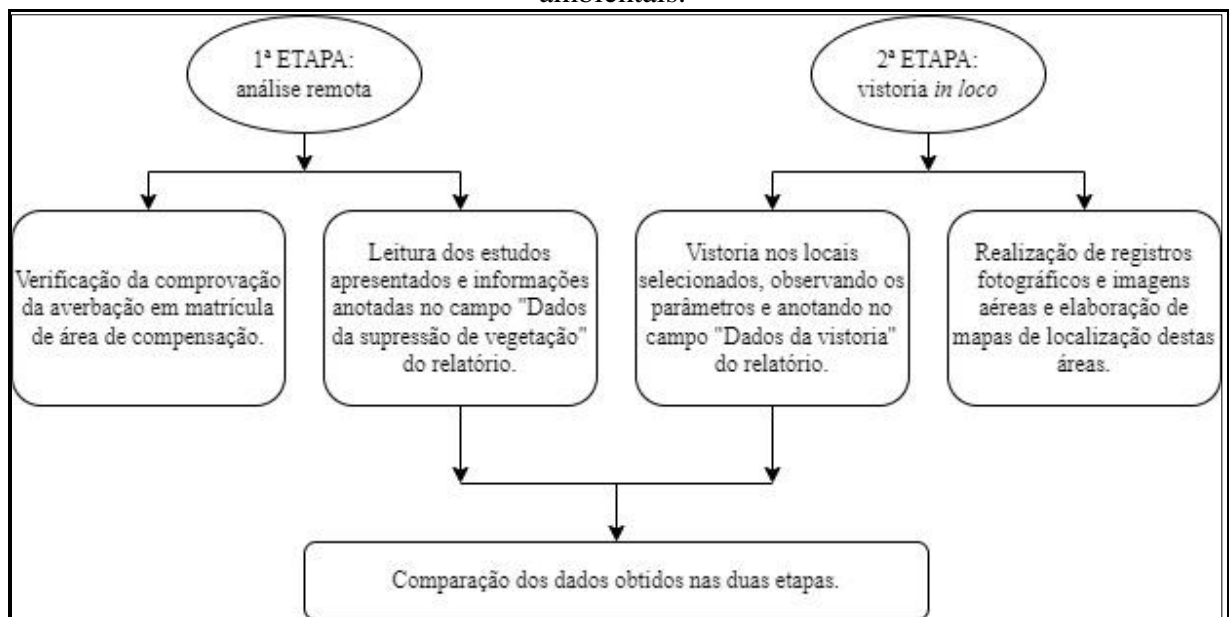 ambientais.
1ª ETAPA:
análise remota
2ª ETAPA:
vistoria in loco
Verificação da comprovação
da averbação em matrícula
de área de compensação.
Leitura dos estudos
apresentados e informações
anotadas no campo "Dados
da supressão de vegetação"
do relatório.
Vistoria nos locais
selecionados, observando os
parâmetros e anotando no
campo "Dados da vistoria"
do relatório.
Realização de registros
fotográficos e imagens
aéreas e elaboração de
mapas de localização destas
áreas.
Comparação dos dados obtidos nas duas etapas.